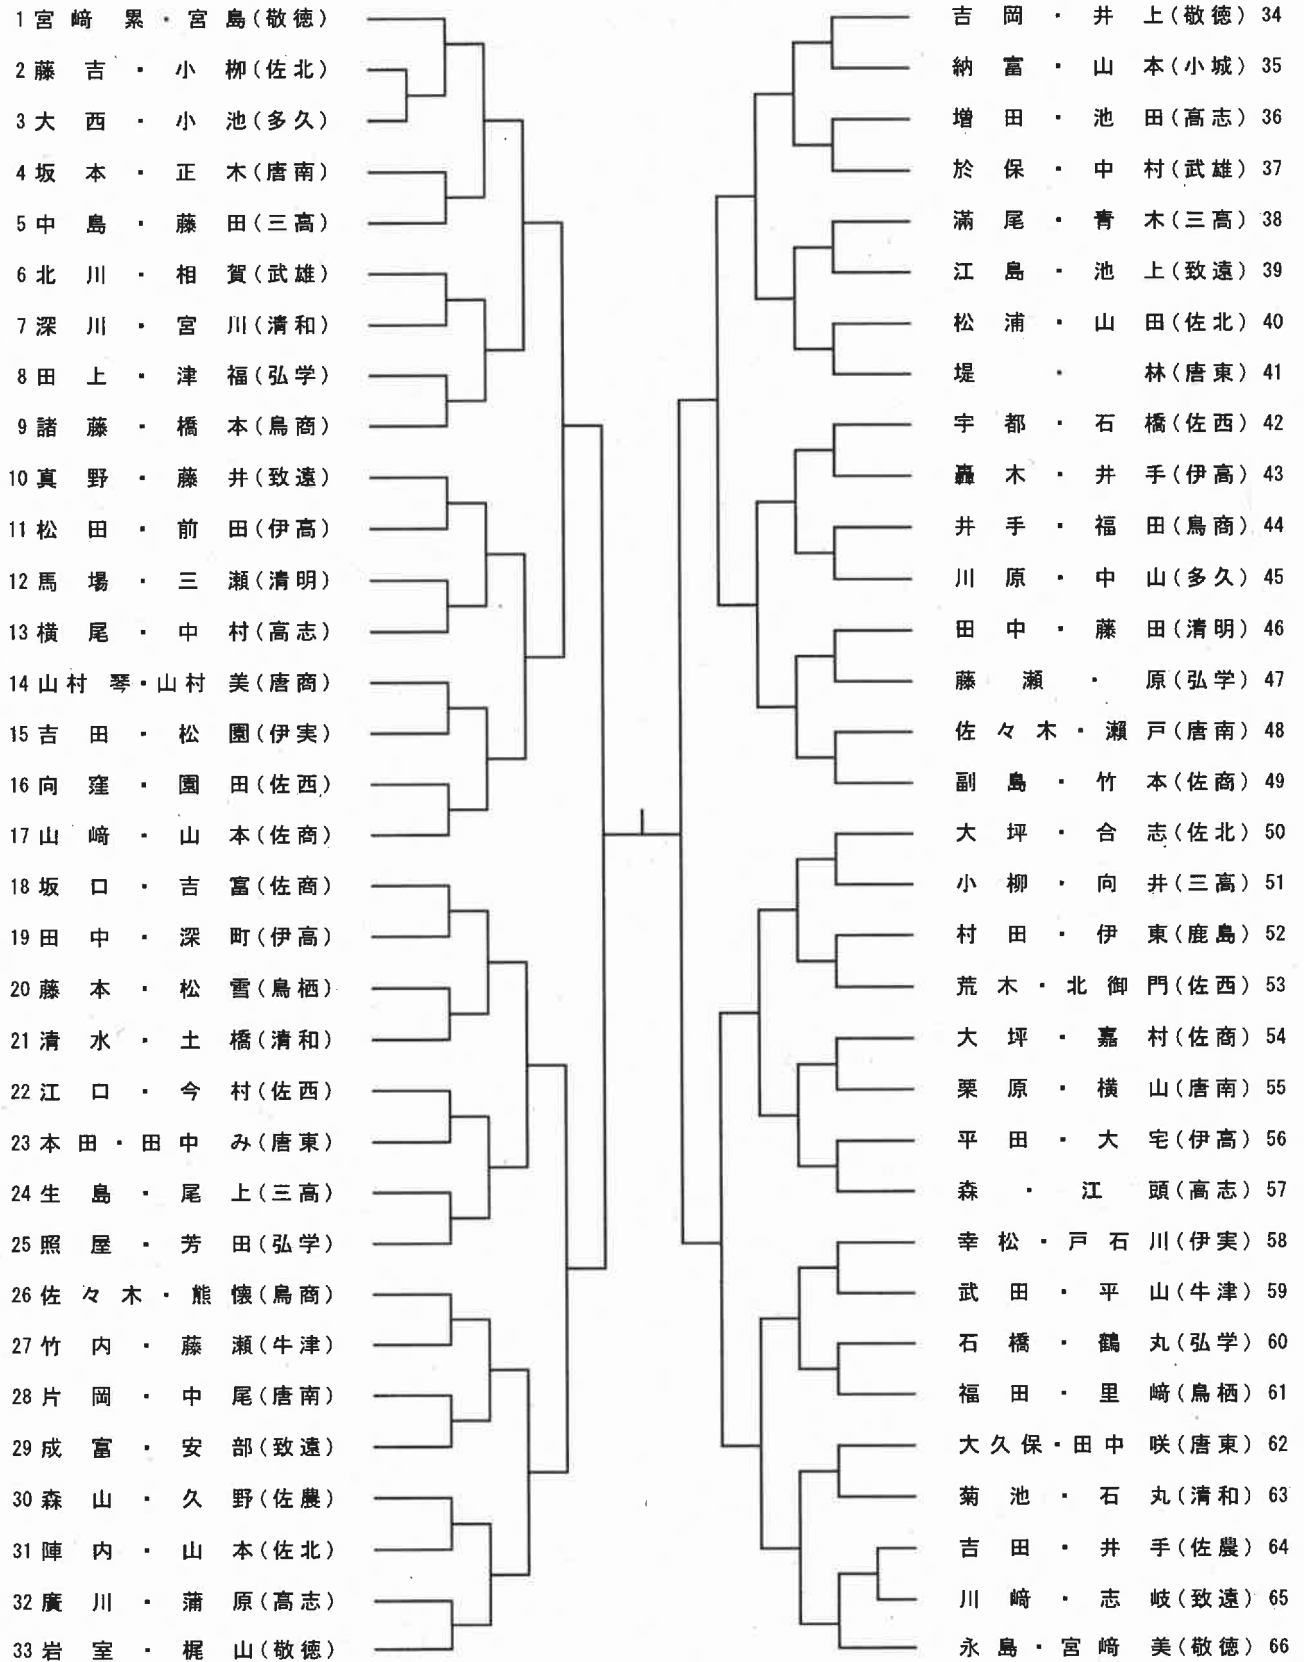 1 宮﨑累・宮島(敬徳)
2 藤吉・小栁(佐北)
3 大西・小池(多久)
4 坂本・正木(唐南)
5 中島・藤田(三高)
6 北川・相賀(武雄)
7 深川・宮川(清和)
8 田上・津福(弘学)
9 諸藤・橋本(鳥商)
10 真野・藤井(致遠)
11 松田・前田(伊高)
12 馬場・三瀬(清明)
13 横尾・中村(高志)
14 山村琴・山村美(唐商)
15 吉田・松園(伊実)
16 向窪・園田(佐西)
17 山﨑・山本(佐商)
18 坂口・吉富(佐商)
19 田中・深町(伊高)
20 藤本・松雪(鳥栖)
21 清水・土橋(清和)
22 江口・今村(佐西)
23 本田・田中み(唐東)
24 生島・尾上(三高)
25 照屋・芳田(弘学)
26 佐々木・熊懐(鳥商)
27 竹内・藤瀬(牛津)
28 片岡・中尾(唐南)
29 成富・安部(致遠)
30 森山・久野(佐農)
31 陣内・山本(佐北)
32 廣川・蒲原(高志)
33 岩室・梶山(敬徳)
吉岡・井上(敬徳) 34
納富・山本(小城) 35
増田・池田(高志) 36
於保・中村(武雄) 37
滿尾・青木(三高) 38
江島・池上(致遠) 39
松浦・山田(佐北) 40
堤・林(唐東) 41
宇都・石橋(佐西) 42
轟木・井手(伊高) 43
井手・福田(鳥商) 44
川原・中山(多久) 45
田中・藤田(清明) 46
藤瀬・原(弘学) 47
佐々木・瀬戸(唐南) 48
副島・竹本(佐商) 49
大坪・合志(佐北) 50
小柳・向井(三高) 51
村田・伊東(鹿島) 52
荒木・北御門(佐西) 53
大坪・嘉村(佐商) 54
栗原・横山(唐南) 55
平田・大宅(伊高) 56
森・江頭(高志) 57
幸松・戸石川(伊実) 58
武田・平山(牛津) 59
石橋・鶴丸(弘学) 60
福田・里﨑(鳥栖) 61
大久保・田中咲(唐東) 62
菊池・石丸(清和) 63
吉田・井手(佐農) 64
川﨑・志岐(致遠) 65
永島・宮﨑美(敬徳) 66